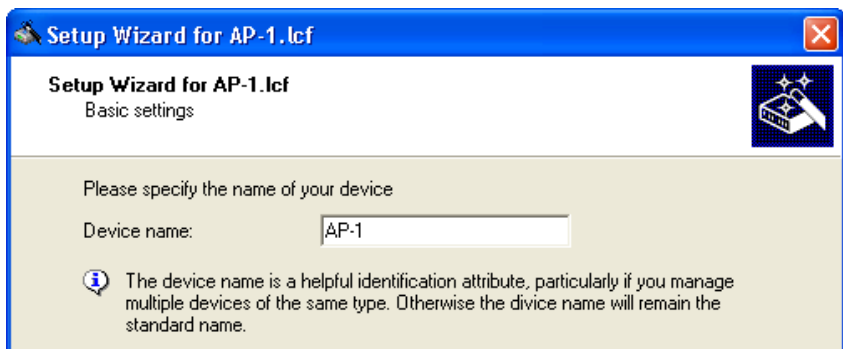 Setup Wizard for AP-1.lcf
Setup Wizard for AP-1.lcf
Basic settings
Please specify the name of your device
Device name: AP-1
The device name is a helpful identification attribute, particularly if you manage
multiple devices of the same type. Otherwise the divice name will remain the
standard name.